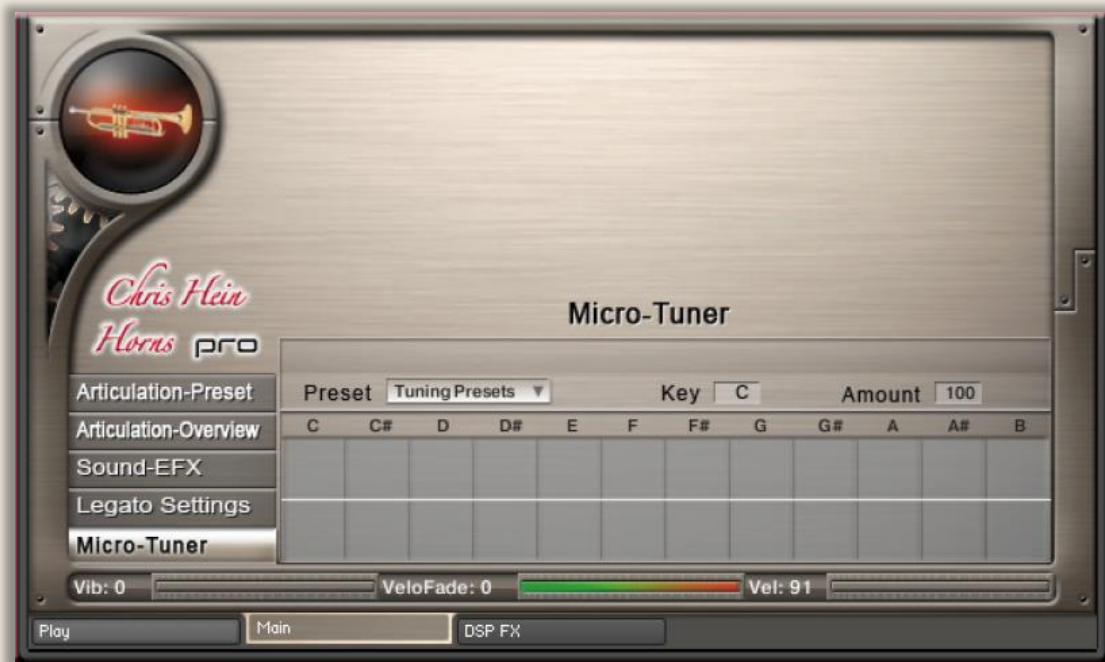 Chris Hein
Horns pro
Micro-Tuner
Articulation-Preset
Preset Tuning Presets Key C Amount 100
Articulation-Overview
C C# D D# E F F# G G# A A# B
Sound-EFX
Legato Settings
Micro-Tuner
Vib: 0 VeloFade: 0 Vel: 91
Play Main DSP FX